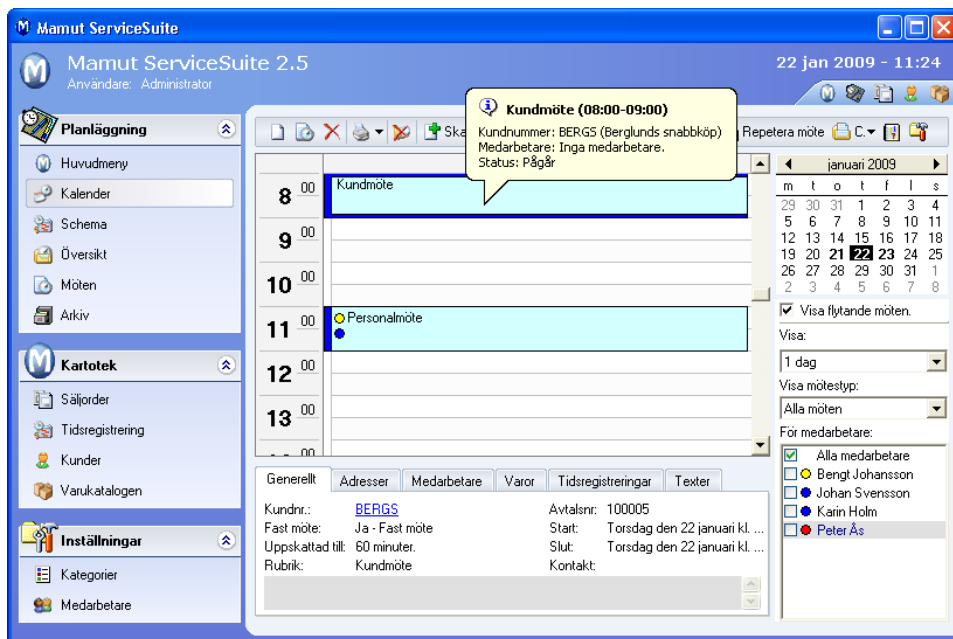 Mamut ServiceSuite
Mamut ServiceSuite 2.5
Användare: Administrator
22 jan 2009 - 11:24
Planläggning
Huvudmeny
Kalender
Schema
Översikt
Möten
Arkiv
Kartotek
Säljorder
Tidsregistrering
Kunder
Varukatalogen
Inställningar
Kategorier
Medarbetare
Ska
Repetera möte
C.
Kundmöte (08:00-09:00)
Kundnummer: BERGS (Berglunds snabbköp)
Medarbetare: Inga medarbetare.
Status: Pågår
8 00 Kundmöte
9 00
10 00
11 00 Personalmöte
12 00
13 00
00
januari 2009
m t o t f l s
29 30 31 1 2 3 4
5 6 7 8 9 10 11
12 13 14 15 16 17 18
19 20 21 22 23 24 25
26 27 28 29 30 31 1
2 3 4 5 6 7 8
Visa flytande möten.
Visa:
1 dag
Visa mötestyp:
Alla möten
För medarbetare:
Alla medarbetare
Bengt Johansson
Johan Svensson
Karin Holm
Peter Ås
Generellt Adresser Medarbetare Varor Tidsregistreringar Texter
Kundnr.: BERGS Avtalsnr: 100005
Fast möte: Ja - Fast möte Start: Torsdag den 22 januari kl. ...
Uppskattad till: 60 minuter. Slut: Torsdag den 22 januari kl. ...
Rubrik: Kundmöte Kontakt: